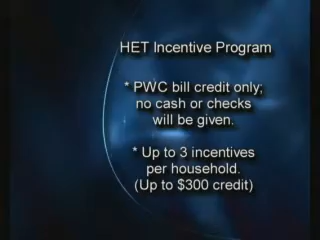 HET Incentive Program
* PWC bill credit only;
no cash or checks
will be given.
* Up to 3 incentives
per household.
(Up to $300 credit)